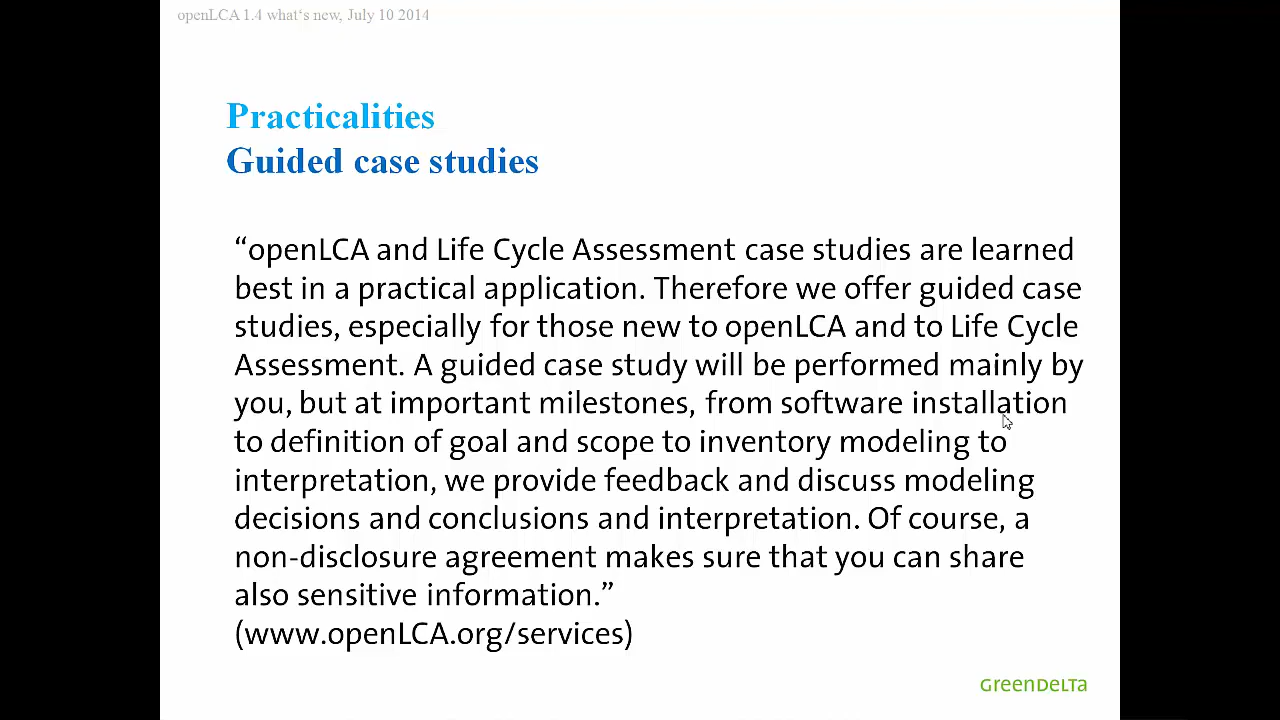 openLCA 1.4 what‘s new, July 10 2014
Practicalities
Guided case studies
“openLCA and Life Cycle Assessment case studies are learned
best in a practical application. Therefore we offer guided case
studies, especially for those new to openLCA and to Life Cycle
Assessment. A guided case study will be performed mainly by
you, but at important milestones, from software installation
to definition of goal and scope to inventory modeling to
interpretation, we provide feedback and discuss modeling
decisions and conclusions and interpretation. Of course, a
non-disclosure agreement makes sure that you can share
also sensitive information.”
(www.openLCA.org/services)
GreenDelta